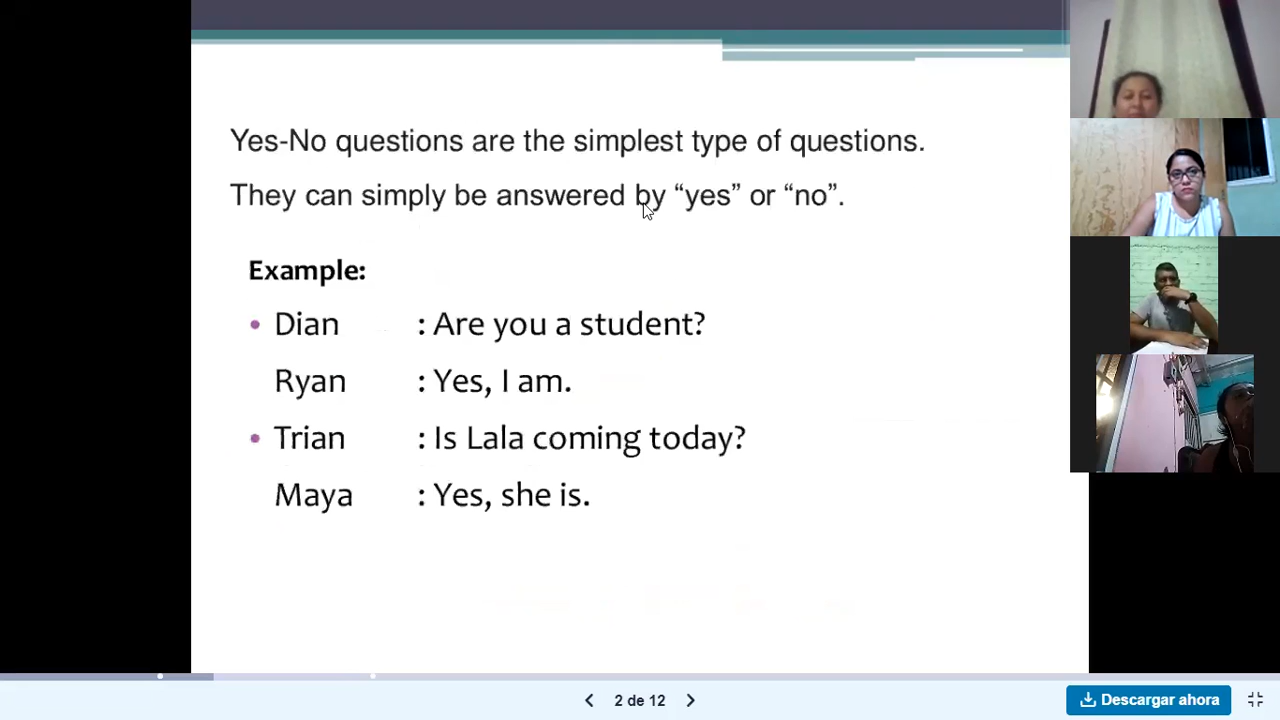 Yes-No questions are the simplest type of questions.
They can simply be answered by “yes” or “no”.
Example:
• Dian : Are you a student?
Ryan : Yes, I am.
• Trian : Is Lala coming today?
Maya : Yes, she is.
2 de 12
Descargar ahora